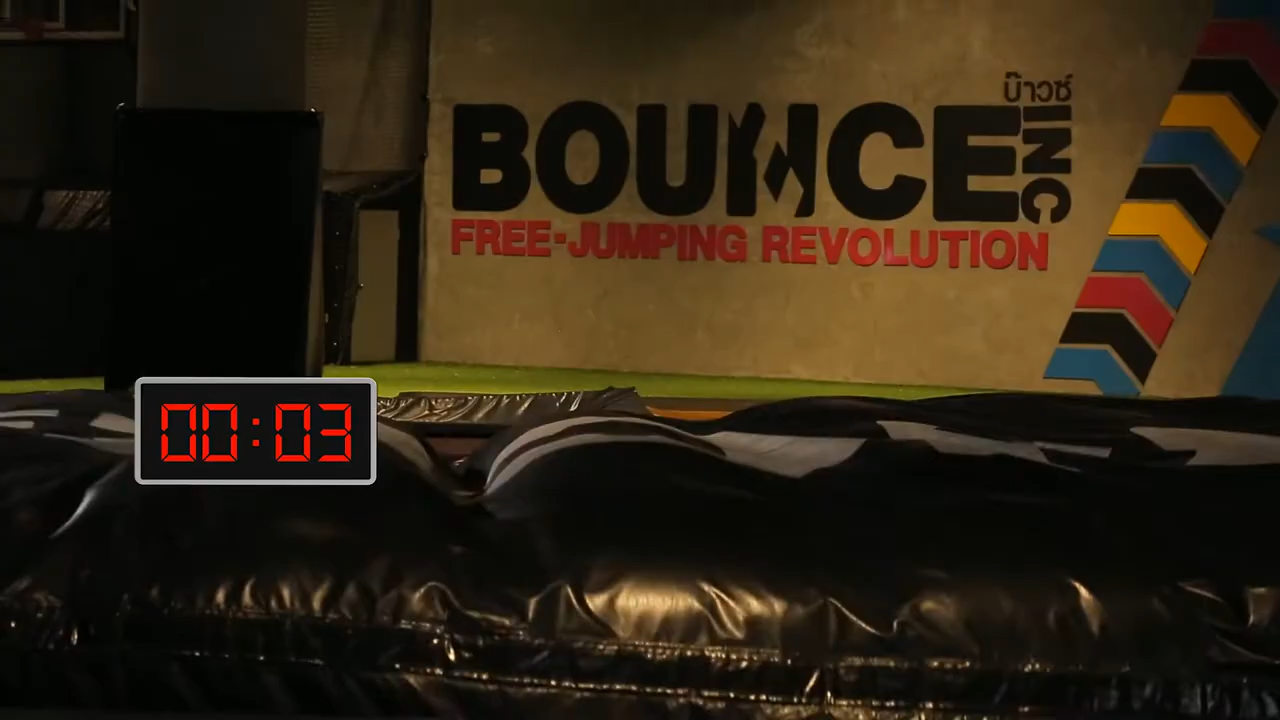 บ๊าวซ์
BOUNCE
INC
FREE-JUMPING REVOLUTION
00:03